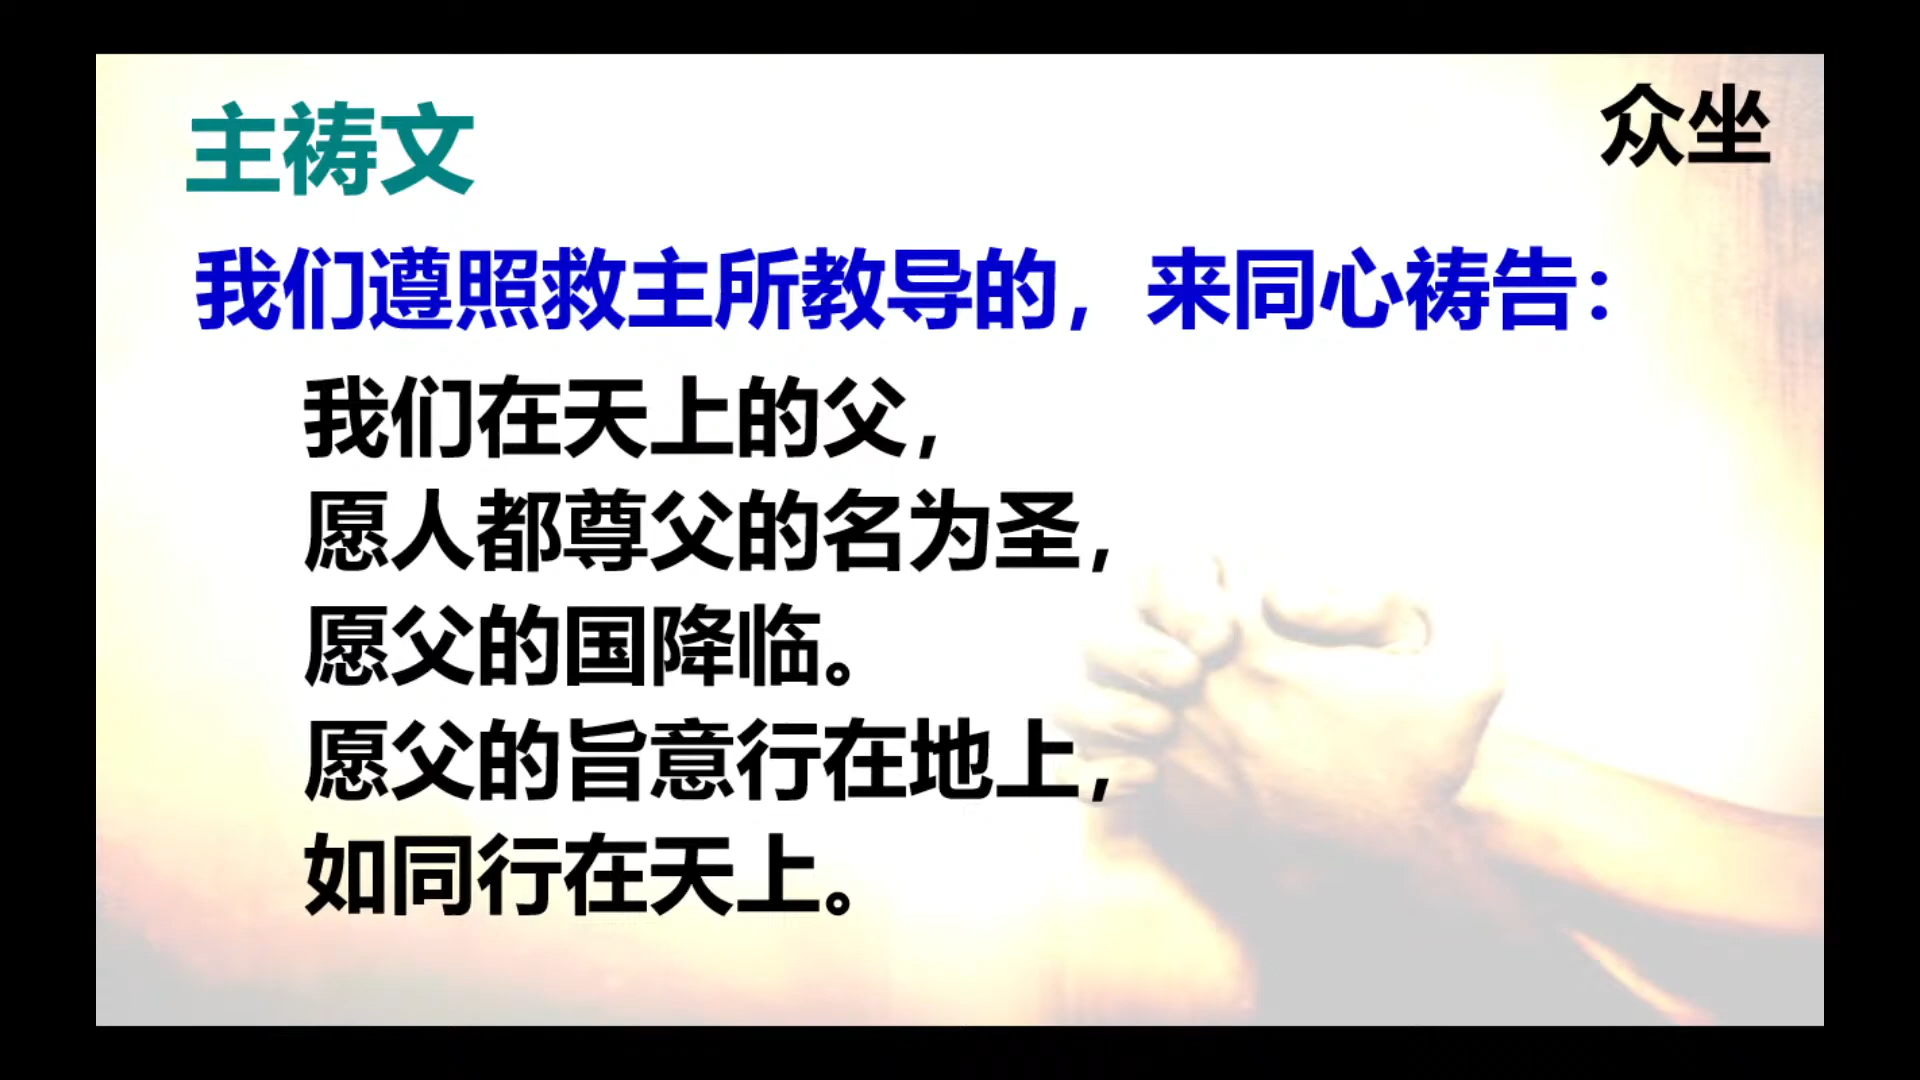 主祷文
众坐
我们遵照救主所教导的，来同心祷告：
我们在天上的父，
愿人都尊父的名为圣，
愿父的国降临。
愿父的旨意行在地上，
如同行在天上。